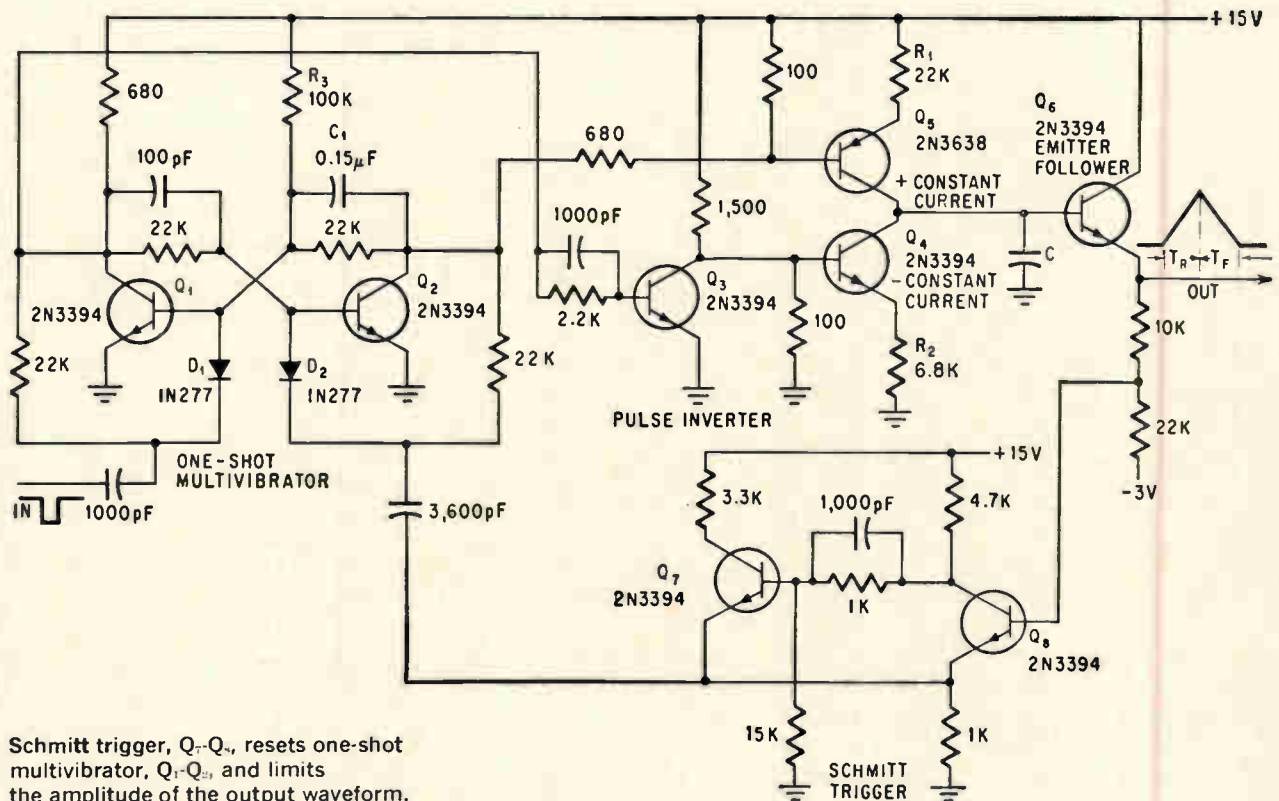 +15V
680
R3
100K
100
R1
22K
Q6
2N3394
EMITTER
FOLLOWER
Q5
2N3638
C1
0.15μF
100pF
680
22K
22K
1000pF
1,500
+ CONSTANT
CURRENT
Q1
2N3394
Q2
2N3394
2.2K
Q3
2N3394
Q4
2N3394
- CONSTANT
CURRENT
C
TR
TF
OUT
100
10K
22K
D1
1N277
D2
1N277
22K
R2
6.8K
PULSE INVERTER
22K
-3V
ONE-SHOT
MULTIVIBRATOR
IN
1000pF
3,600pF
+15V
3.3K
1,000pF
4.7K
Q7
2N3394
1K
Q8
2N3394
15K
1K
SCHMITT
TRIGGER
Schmitt trigger, Q7-Q8, resets one-shot
multivibrator, Q1-Q2, and limits
the amplitude of the output waveform.